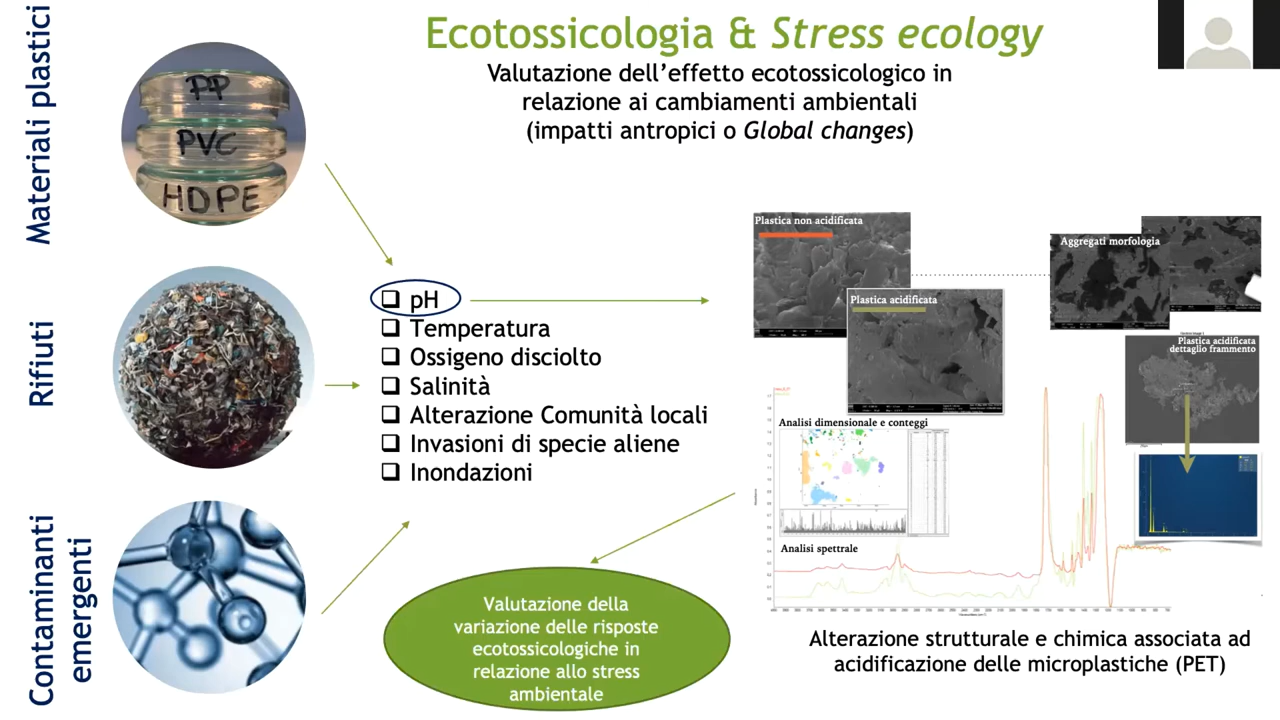 Ecotossicologia & Stress ecology
Valutazione dell'effetto ecotossicologico in
relazione ai cambiamenti ambientali
(impatti antropici o Global changes)
Materiali plastici
PP
PVC
HDPE
Rifiuti
Contaminanti
emergenti
❑ pH
❑ Temperatura
❑ Ossigeno disciolto
❑ Salinità
❑ Alterazione Comunità locali
❑ Invasioni di specie aliene
❑ Inondazioni
Valutazione della
variazione delle risposte
ecotossicologiche in
relazione allo stress
ambientale
Plastica non acidificata
Plastica acidificata
Aggregati morfologia
Plastica acidificata
dettaglio frammento
Analisi dimensionale e conteggi
Analisi spettrale
Alterazione strutturale e chimica associata ad
acidificazione delle microplastiche (PET)